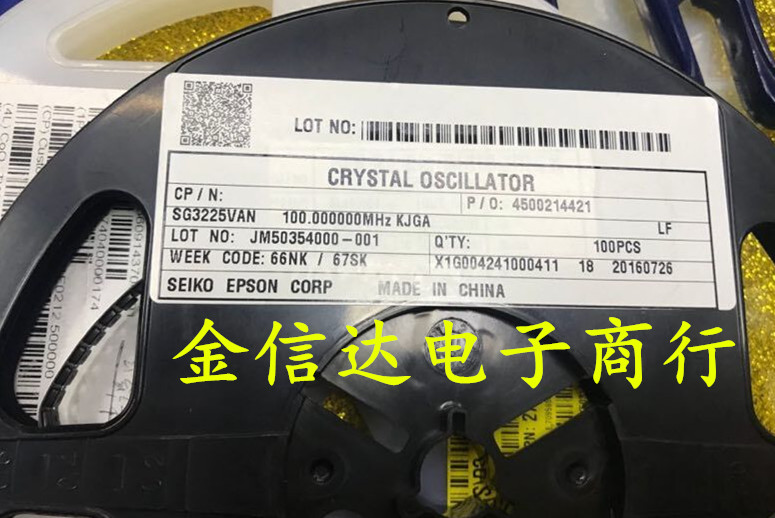 LOT NO:
CRYSTAL OSCILLATOR
CP / N: P / O: 4500214421
SG3225VAN 100.000000MHz KJGA LF
LOT NO: JM50354000-001 Q'TY: 100PCS
WEEK CODE: 66NK / 67SK X1G004241000411 18 20160726
SEIKO EPSON CORP MADE IN CHINA
金信达电子商行